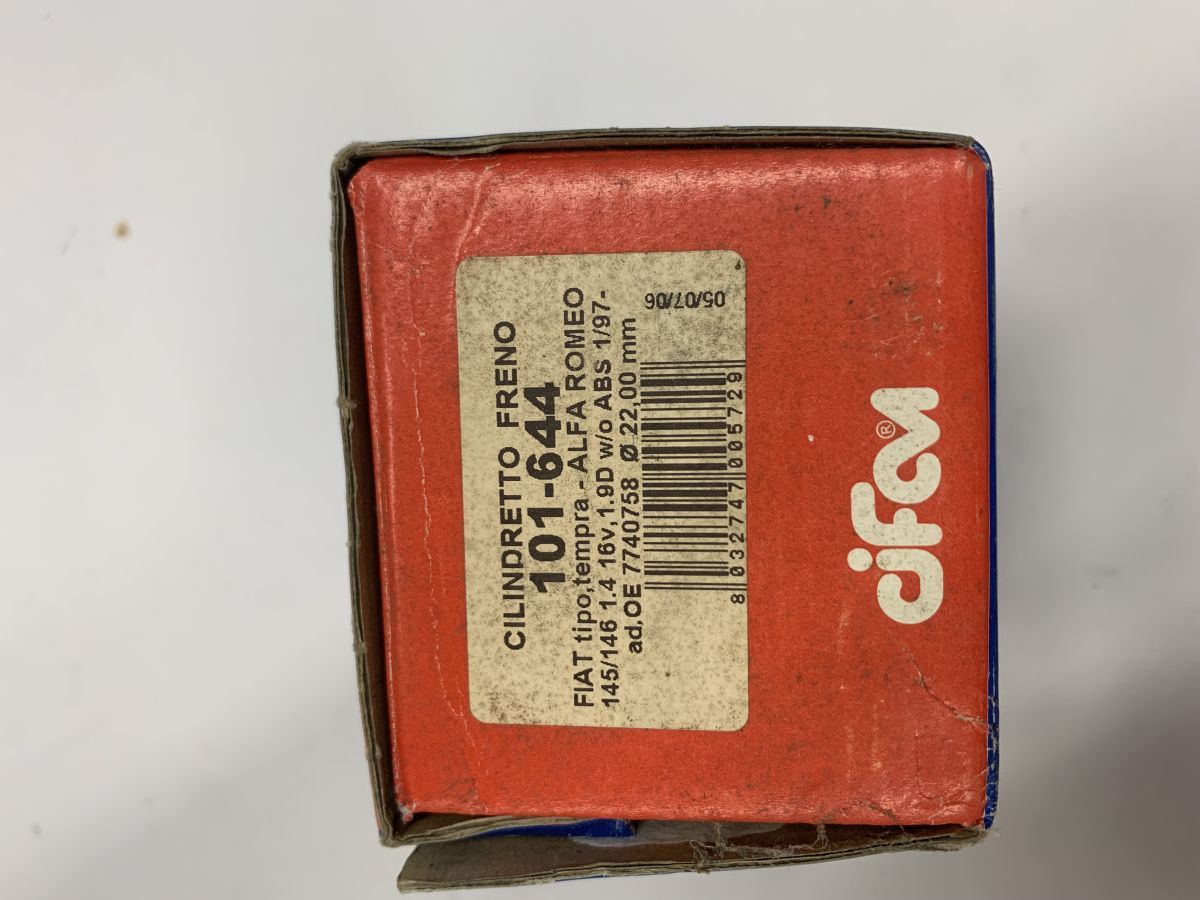 CILINDRETTO FRENO
101-644
FIAT tipo,tempra - ALFA ROMEO
145/146 1.4 16v,1.9D w/o ABS 1/97-
ad.OE 7740758 Ø 22,00 mm
05/07/06
8 032747 005729
cifam®